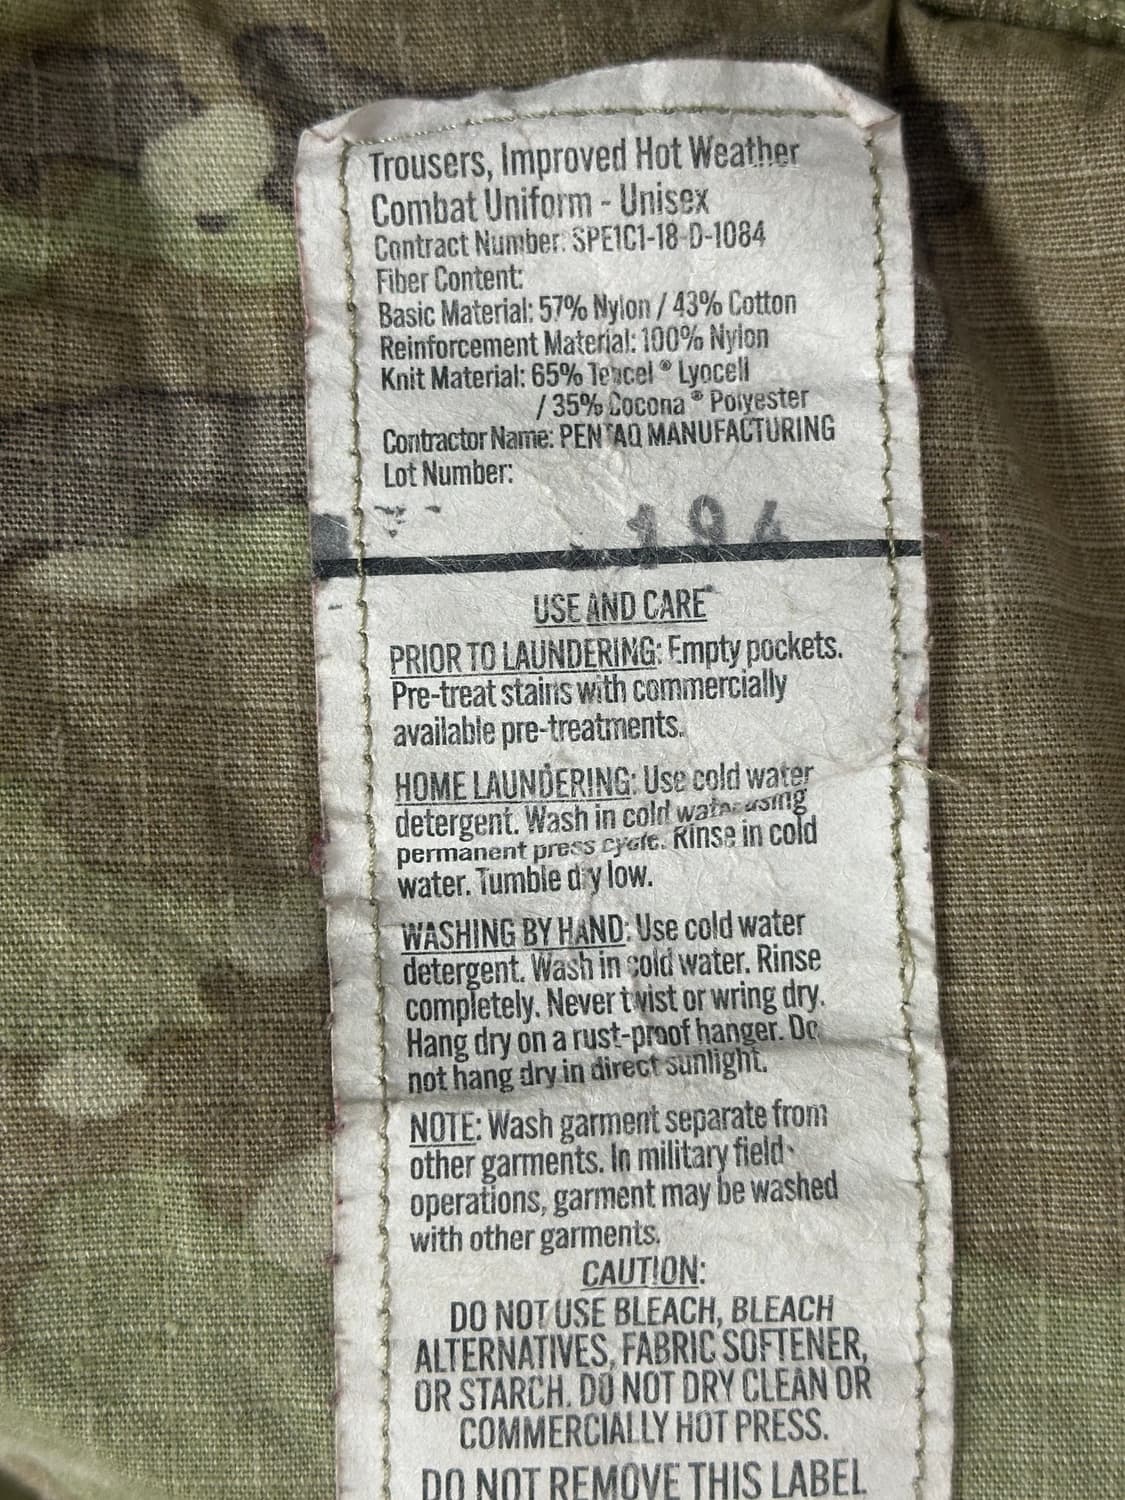 Trousers, Improved Hot Weather
Combat Uniform - Unisex
Contract Number: SPE1C1-18-D-1084
Fiber Content:
Basic Material: 57% Nylon / 43% Cotton
Reinforcement Material: 100% Nylon
Knit Material: 65% Tencel ® Lyocell
/ 35% Cocona ® Polyester
Contractor Name: PENTAQ MANUFACTURING
Lot Number:
194
USE AND CARE
PRIOR TO LAUNDERING: Empty pockets.
Pre-treat stains with commercially
available pre-treatments.
HOME LAUNDERING: Use cold water
detergent. Wash in cold water using
permanent press cycle. Rinse in cold
water. Tumble dry low.
WASHING BY HAND: Use cold water
detergent. Wash in cold water. Rinse
completely. Never twist or wring dry.
Hang dry on a rust-proof hanger. Do
not hang dry in direct sunlight.
NOTE: Wash garment separate from
other garments. In military field
operations, garment may be washed
with other garments.
CAUTION:
DO NOT USE BLEACH, BLEACH
ALTERNATIVES, FABRIC SOFTENER,
OR STARCH. DO NOT DRY CLEAN OR
COMMERCIALLY HOT PRESS.
DO NOT REMOVE THIS LABEL